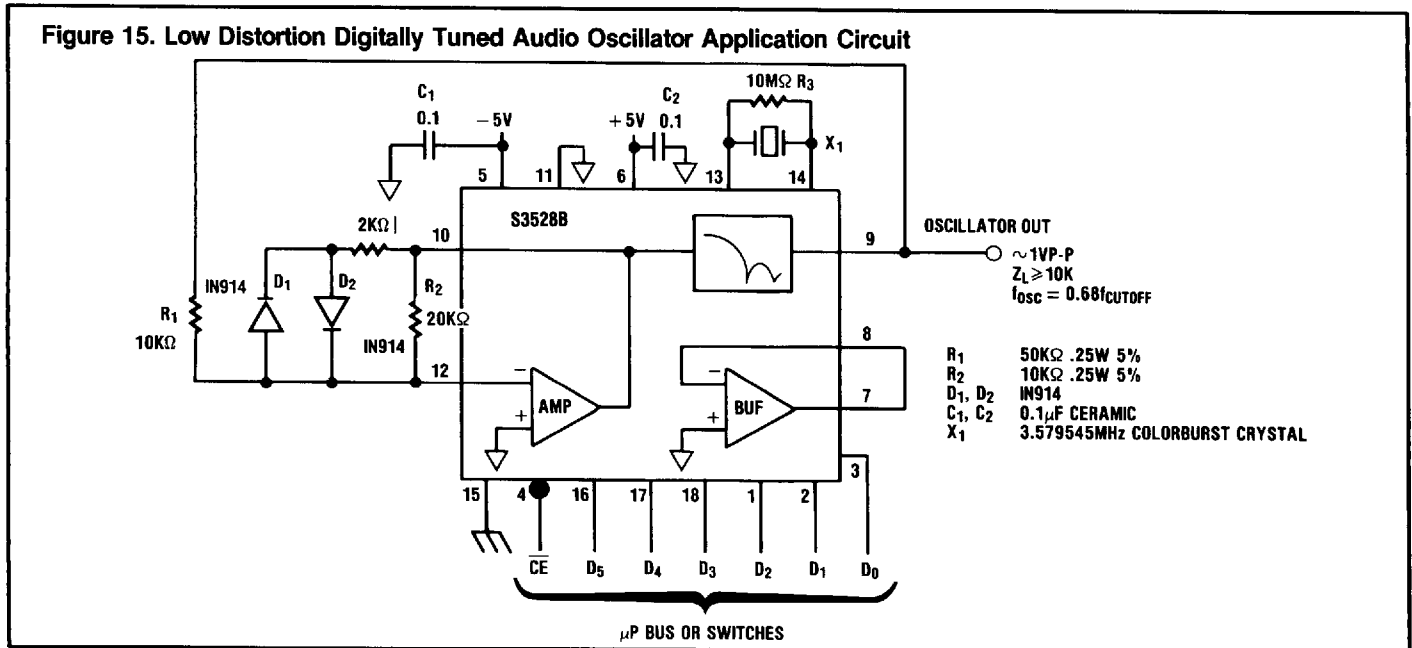 Figure 15. Low Distortion Digitally Tuned Audio Oscillator Application Circuit
10MΩ R3
C1
0.1
−5V
+5V
C2
0.1
X1
5
11
6
13
14
S3528B
2KΩ
10
9
OSCILLATOR OUT
~1VP-P
ZL ≥ 10K
fOSC = 0.68fCUTOFF
IN914
D1
D2
R2
20KΩ
R1
10KΩ
IN914
12
8
7
−
+
AMP
−
+
BUF
R1 50KΩ .25W 5%
R2 10KΩ .25W 5%
D1, D2 IN914
C1, C2 0.1μF CERAMIC
X1 3.579545MHz COLORBURST CRYSTAL
3
15
4
16
17
18
1
2
CE
D5
D4
D3
D2
D1
D0
μP BUS OR SWITCHES